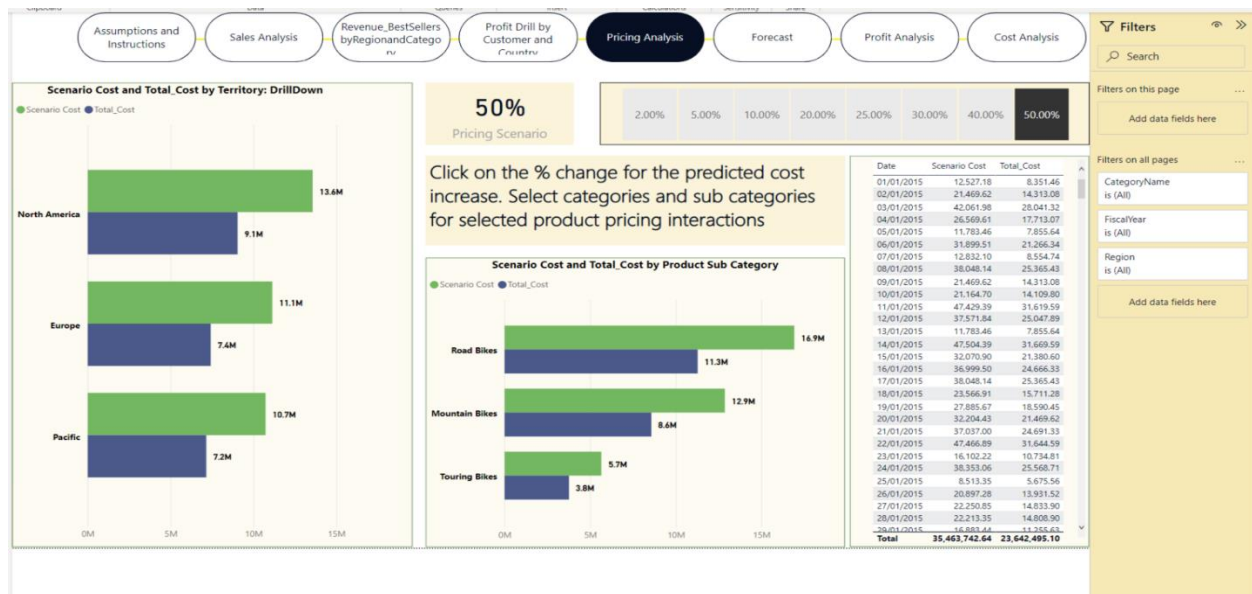 Clipboard Data Queries Insert Calculations Sensitivity Share
Assumptions and
Instructions
Sales Analysis
Revenue_BestSellers
byRegionandCatego
ry
Profit Drill by
Customer and
Country
Pricing Analysis
Forecast
Profit Analysis
Cost Analysis
Scenario Cost and Total_Cost by Territory: DrillDown
Scenario Cost Total_Cost
North America
13.6M
9.1M
Europe
11.1M
7.4M
Pacific
10.7M
7.2M
0M 5M 10M 15M
50%
Pricing Scenario
2.00% 5.00% 10.00% 20.00% 25.00% 30.00% 40.00% 50.00%
Click on the % change for the predicted cost
increase. Select categories and sub categories
for selected product pricing interactions
Scenario Cost and Total_Cost by Product Sub Category
Scenario Cost Total_Cost
Road Bikes
16.9M
11.3M
Mountain Bikes
12.9M
8.6M
Touring Bikes
5.7M
3.8M
0M 5M 10M 15M
Date Scenario Cost Total_Cost
01/01/2015 12,527.18 8,351.46
02/01/2015 21,469.62 14,313.08
03/01/2015 42,061.98 28,041.32
04/01/2015 26,569.61 17,713.07
05/01/2015 11,783.46 7,855.64
06/01/2015 31,899.51 21,266.34
07/01/2015 12,832.10 8,554.74
08/01/2015 38,048.14 25,365.43
09/01/2015 21,469.62 14,313.08
10/01/2015 21,164.70 14,109.80
11/01/2015 47,429.39 31,619.59
12/01/2015 37,571.84 25,047.89
13/01/2015 11,783.46 7,855.64
14/01/2015 47,504.39 31,669.59
15/01/2015 32,070.90 21,380.60
16/01/2015 36,999.50 24,666.33
17/01/2015 38,048.14 25,365.43
18/01/2015 23,566.91 15,711.28
19/01/2015 27,885.67 18,590.45
20/01/2015 32,204.43 21,469.62
21/01/2015 37,037.00 24,691.33
22/01/2015 47,466.89 31,644.59
23/01/2015 16,102.22 10,734.81
24/01/2015 38,353.06 25,568.71
25/01/2015 8,513.35 5,675.56
26/01/2015 20,897.28 13,931.52
27/01/2015 22,250.85 14,833.90
28/01/2015 22,213.35 14,808.90
29/01/2015 16,883.44 11,255.63
Total 35,463,742.64 23,642,495.10
Filters
Search
Filters on this page ...
Add data fields here
Filters on all pages ...
CategoryName
is (All)
FiscalYear
is (All)
Region
is (All)
Add data fields here